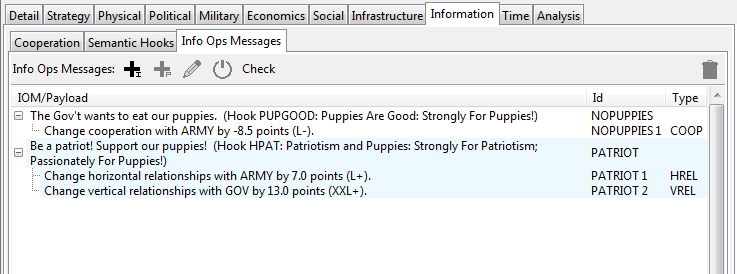 Detail Strategy Physical Political Military Economics Social Infrastructure Information Time Analysis
Cooperation Semantic Hooks Info Ops Messages
Info Ops Messages: I P Check
IOM/Payload Id Type
The Gov't wants to eat our puppies. (Hook PUPGOOD: Puppies Are Good: Strongly For Puppies!) NOPUPPIES
Change cooperation with ARMY by -8.5 points (L-). NOPUPPIES 1 COOP
Be a patriot! Support our puppies! (Hook HPAT: Patriotism and Puppies: Strongly For Patriotism;
Passionately For Puppies!) PATRIOT
Change horizontal relationships with ARMY by 7.0 points (L+). PATRIOT 1 HREL
Change vertical relationships with GOV by 13.0 points (XXL+). PATRIOT 2 VREL